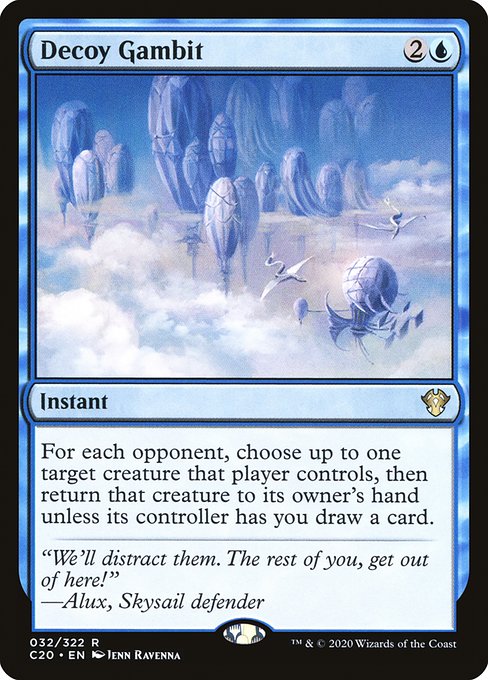 Decoy Gambit 2
Instant
For each opponent, choose up to one
target creature that player controls, then
return that creature to its owner's hand
unless its controller has you draw a card.
“We'll distract them. The rest of you, get out
of here!”
—Alux, Skysail defender
032/322 R
C20 • EN Jenn Ravenna
™ & © 2020 Wizards of the Coast